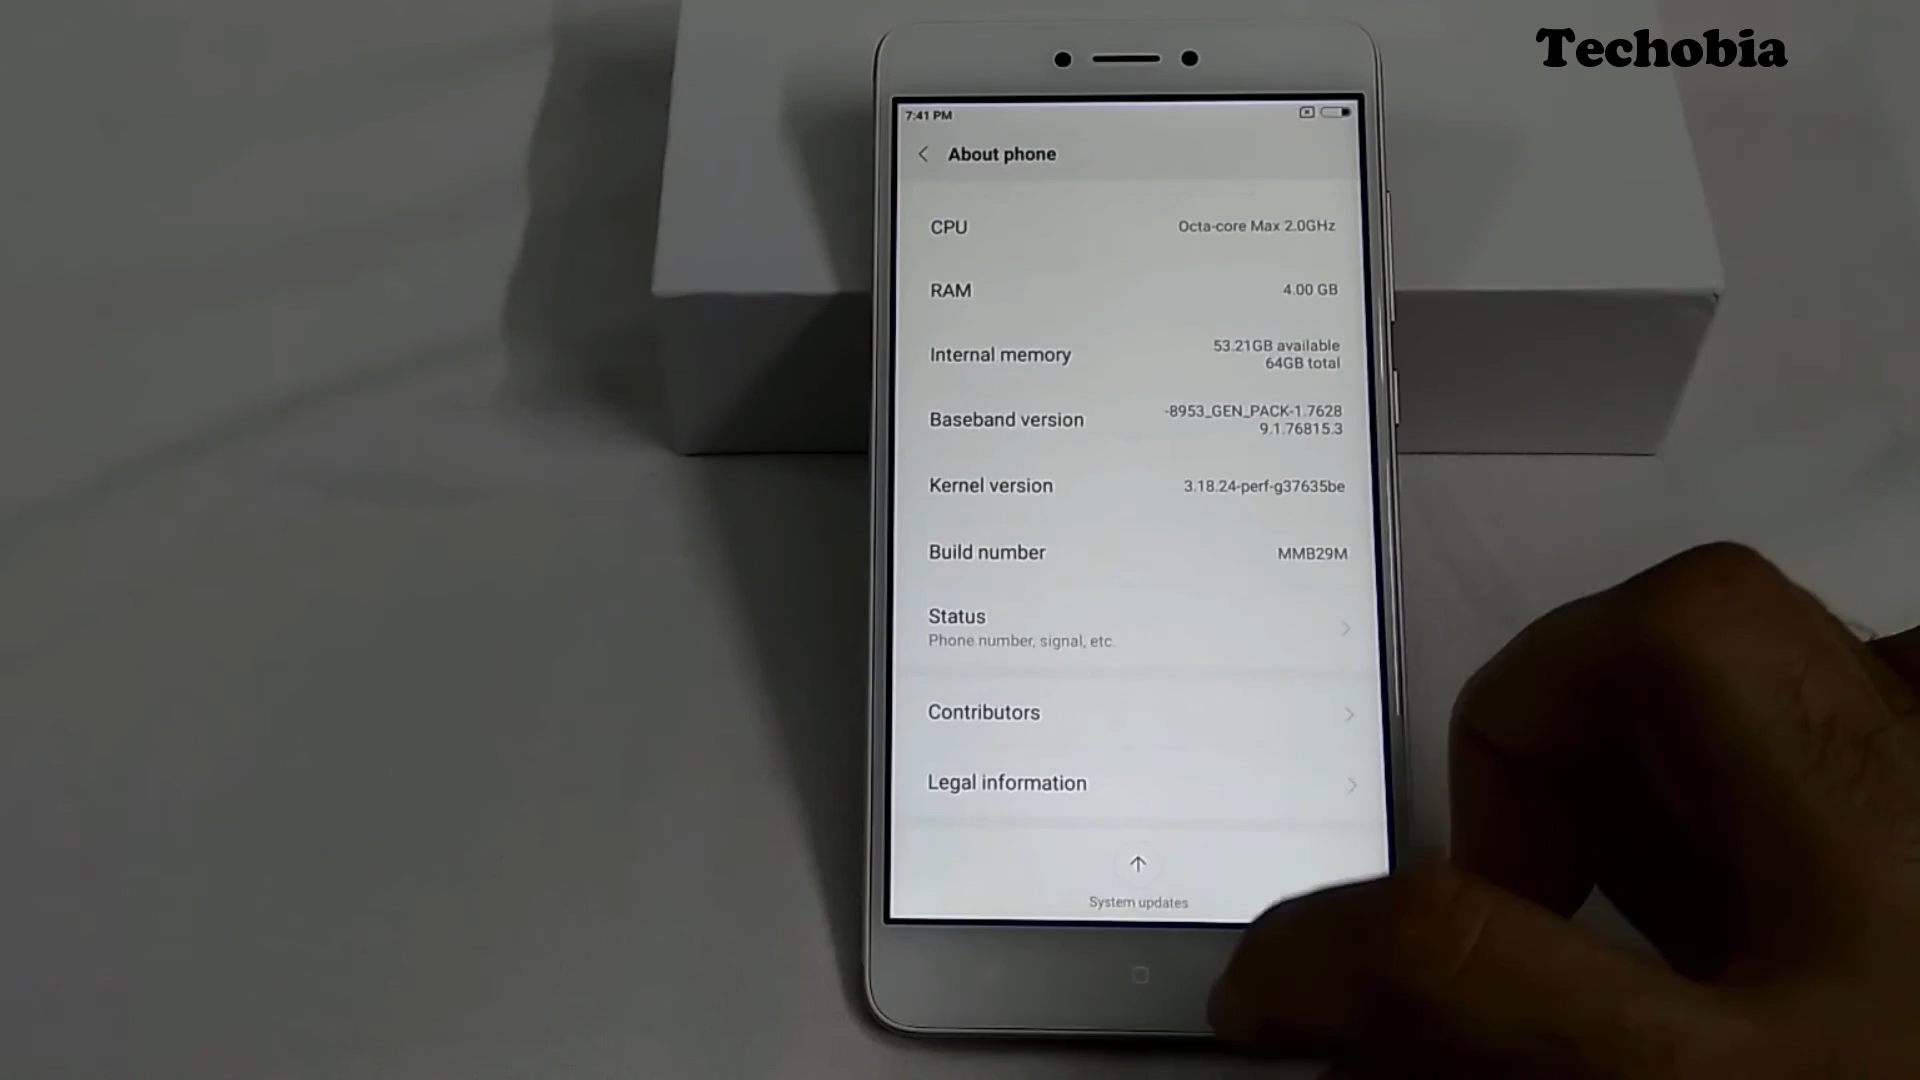 Techobia
7:41 PM
About phone
CPU
Octa-core Max 2.0GHz
RAM
4.00 GB
Internal memory
53.21GB available
64GB total
Baseband version
-8953_GEN_PACK-1.7628
9.1.76815.3
Kernel version
3.18.24-perf-g37635be
Build number
MMB29M
Status
Phone number, signal, etc.
Contributors
Legal information
System updates